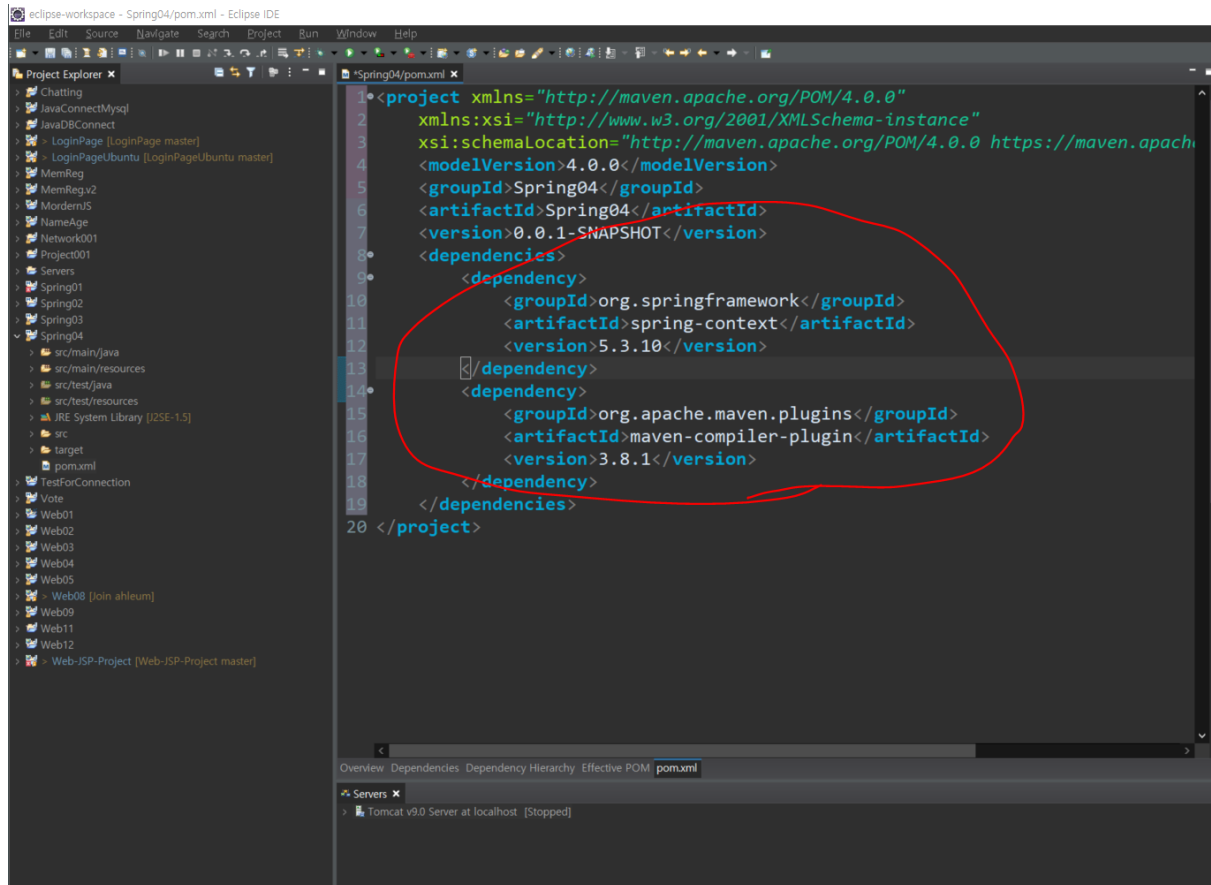 eclipse-workspace - Spring04/pom.xml - Eclipse IDE
File Edit Source Navigate Search Project Run Window Help
Project Explorer
*Spring04/pom.xml
Chatting
JavaConnectMysql
JavaDBConnect
> LoginPage [LoginPage master]
> LoginPageUbuntu [LoginPageUbuntu master]
MemReg
MemReg.v2
MordernJS
NameAge
Network001
Project001
Servers
Spring01
Spring02
Spring03
Spring04
src/main/java
src/main/resources
src/test/java
src/test/resources
JRE System Library [J2SE-1.5]
src
target
pom.xml
TestForConnection
Vote
Web01
Web02
Web03
Web04
Web05
> Web08 [Join ahleum]
Web09
Web11
Web12
> Web-JSP-Project [Web-JSP-Project master]
1 <project xmlns="http://maven.apache.org/POM/4.0.0"
2 xmlns:xsi="http://www.w3.org/2001/XMLSchema-instance"
3 xsi:schemaLocation="http://maven.apache.org/POM/4.0.0 https://maven.apach
4 <modelVersion>4.0.0</modelVersion>
5 <groupId>Spring04</groupId>
6 <artifactId>Spring04</artifactId>
7 <version>0.0.1-SNAPSHOT</version>
8 <dependencies>
9 <dependency>
10 <groupId>org.springframework</groupId>
11 <artifactId>spring-context</artifactId>
12 <version>5.3.10</version>
13 </dependency>
14 <dependency>
15 <groupId>org.apache.maven.plugins</groupId>
16 <artifactId>maven-compiler-plugin</artifactId>
17 <version>3.8.1</version>
18 </dependency>
19 </dependencies>
20 </project>
Overview Dependencies Dependency Hierarchy Effective POM pom.xml
Servers
Tomcat v9.0 Server at localhost [Stopped]